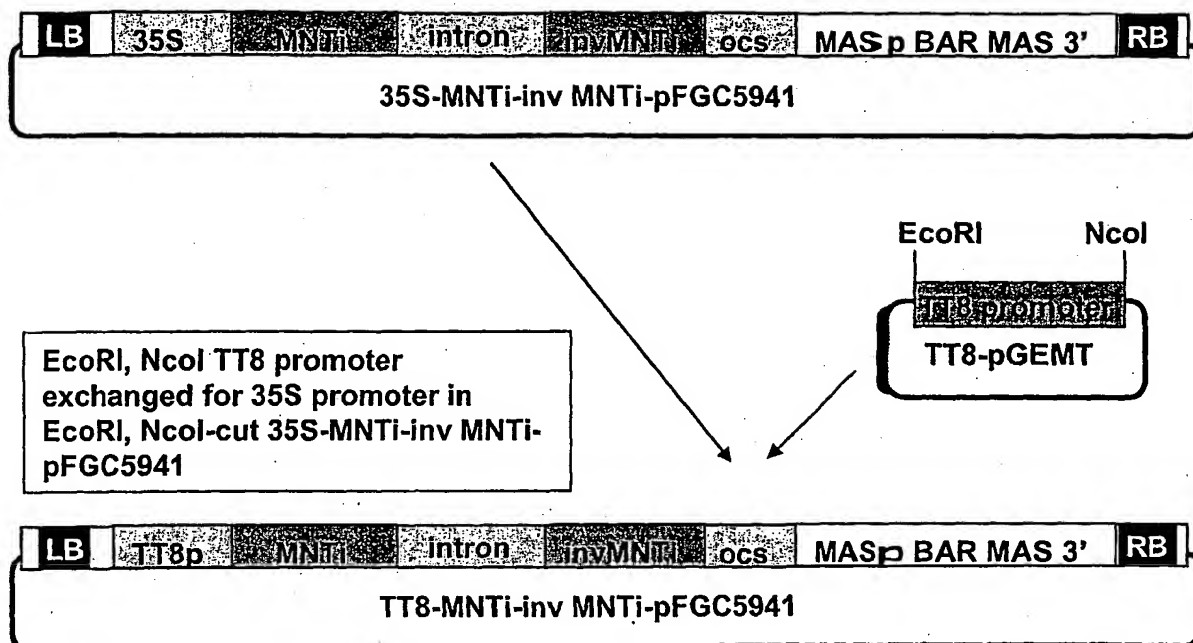 LB 35S MNTi intron invMNTi ocs MAS p BAR MAS 3' RB
35S-MNTi-inv MNTi-pFGC5941
EcoRI NcoI
TT8 promoter
TT8-pGEMT
EcoRI, NcoI TT8 promoter
exchanged for 35S promoter in
EcoRI, NcoI-cut 35S-MNTi-inv MNTi-
pFGC5941
LB TT8p MNTi intron invMNTi ocs MASp BAR MAS 3' RB
TT8-MNTi-inv MNTi-pFGC5941